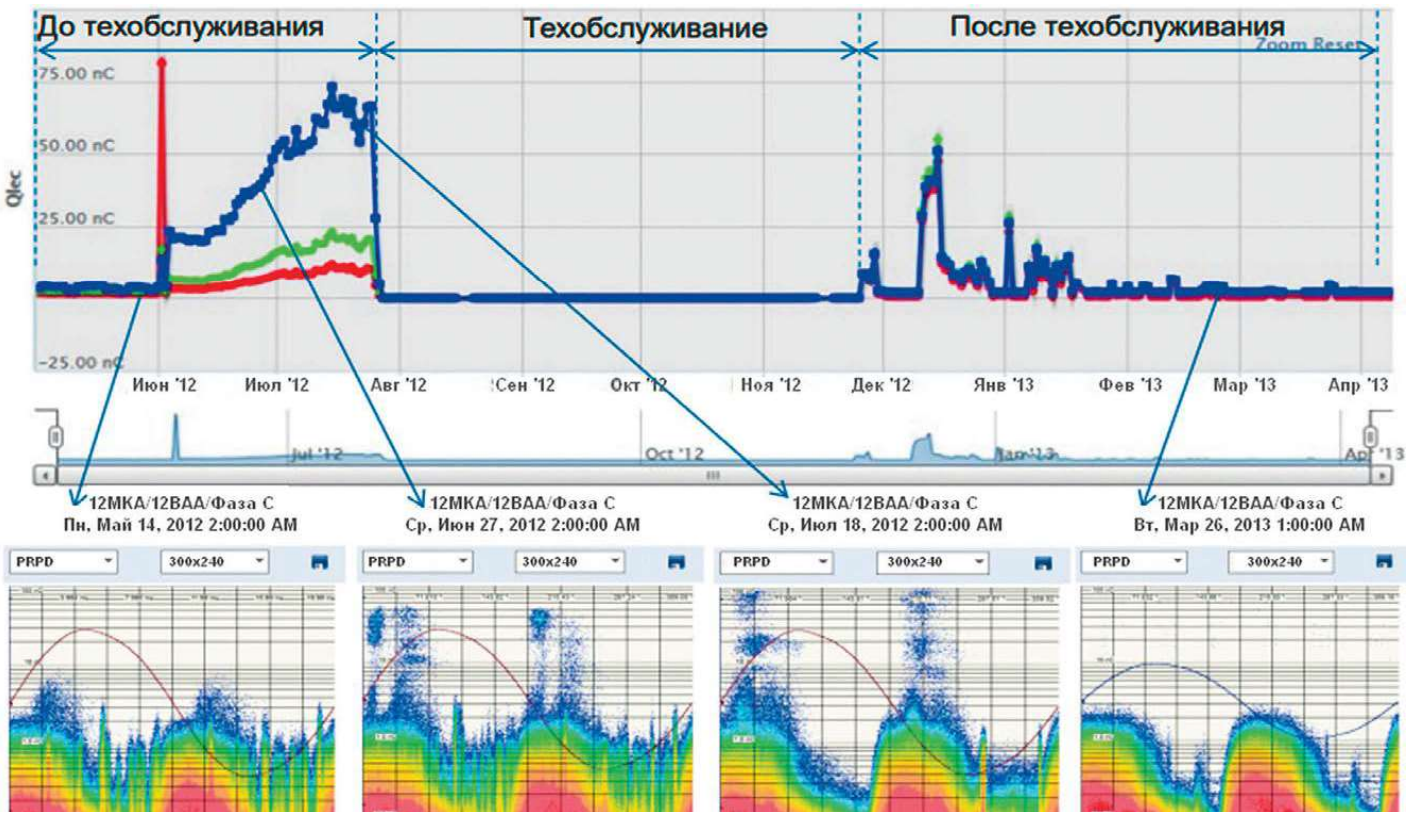 До техобслуживания
Техобслуживание
После техобслуживания
Zoom Reset
75.00 nC
50.00 nC
25.00 nC
−25.00 nC
Qiec
Июн '12
Июл '12
Авг '12
Сен '12
Окт '12
Ноя '12
Дек '12
Янв '13
Фев '13
Мар '13
Апр '13
Jul '12
Oct '12
Jan '13
Apr '13
12МКА/12ВАА/Фаза С
Пн, Май 14, 2012 2:00:00 AM
12МКА/12ВАА/Фаза С
Ср, Июн 27, 2012 2:00:00 AM
12МКА/12ВАА/Фаза С
Ср, Июл 18, 2012 2:00:00 AM
12МКА/12ВАА/Фаза С
Вт, Мар 26, 2013 1:00:00 AM
PRPD
300x240
PRPD
300x240
PRPD
300x240
PRPD
300x240